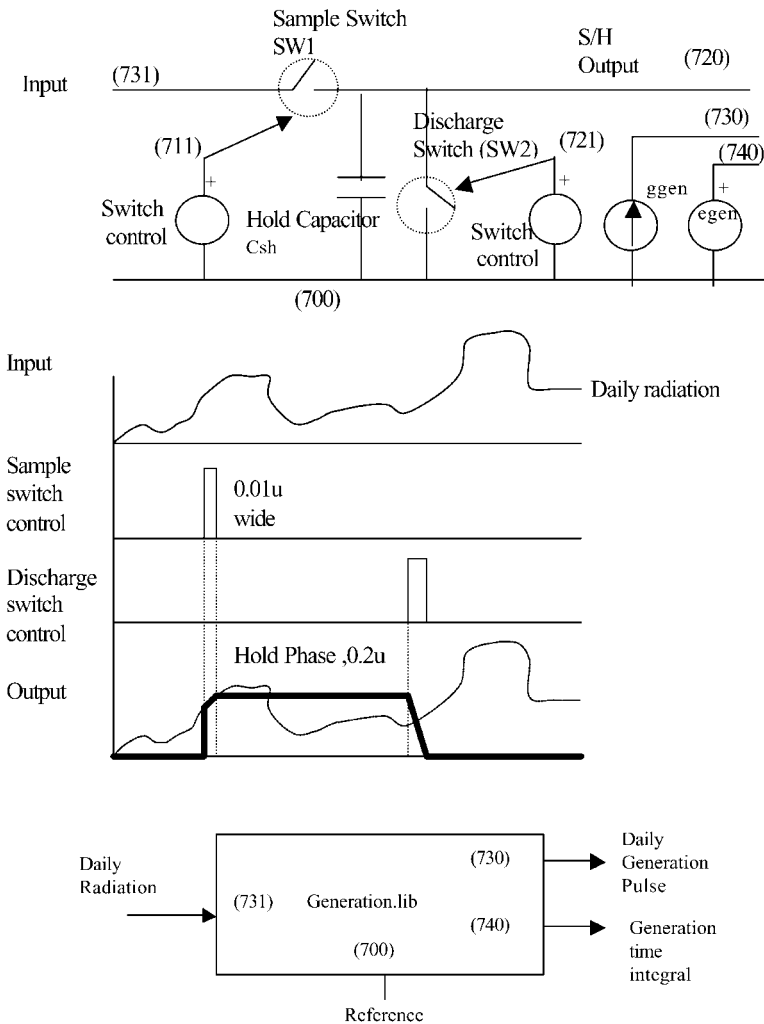 Sample Switch
SW1
S/H
Output
(720)
Input
(731)
(730)
(711)
Discharge
Switch (SW2)
(721)
(740)
+
+
ggen
+
Switch
control
Hold Capacitor
Csh
Switch
control
egen
(700)
Input
Daily radiation
Sample
switch
control
0.01u
wide
Discharge
switch
control
Hold Phase ,0.2u
Output
Daily
Generation
Pulse
(730)
Daily
Radiation
(731)
Generation.lib
(740)
Generation
time
integral
(700)
Reference